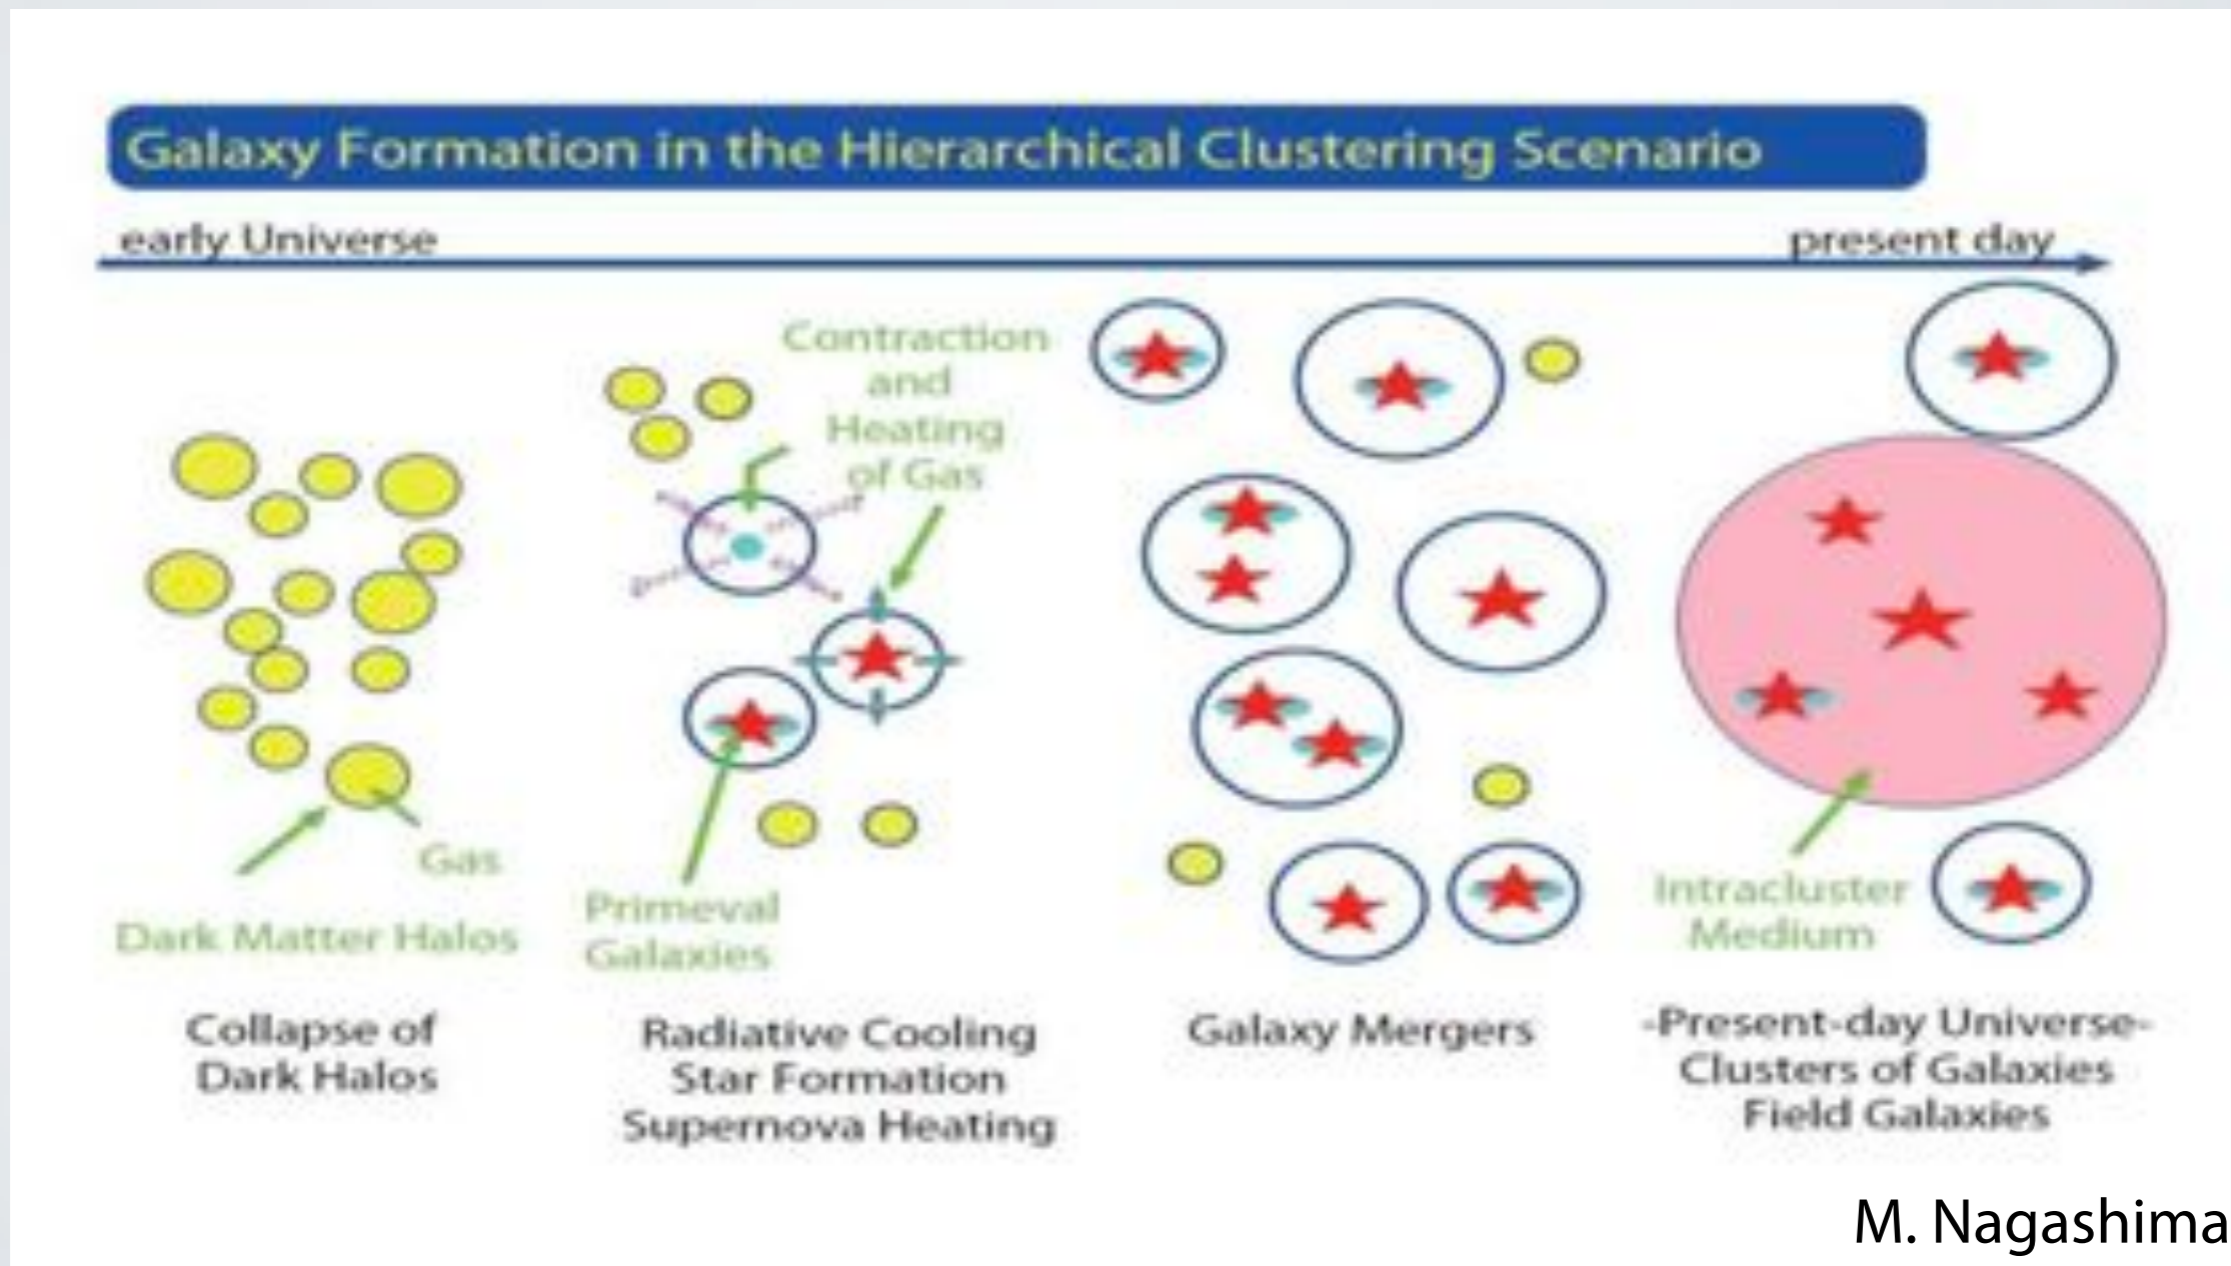 Galaxy Formation in the Hierarchical Clustering Scenario
early Universe
present day
Contraction
and
Heating
of Gas
Gas
Dark Matter Halos
Primeval
Galaxies
Intracluster
Medium
Collapse of
Dark Halos
Radiative Cooling
Star Formation
Supernova Heating
Galaxy Mergers
-Present-day Universe-
Clusters of Galaxies
Field Galaxies
M. Nagashima